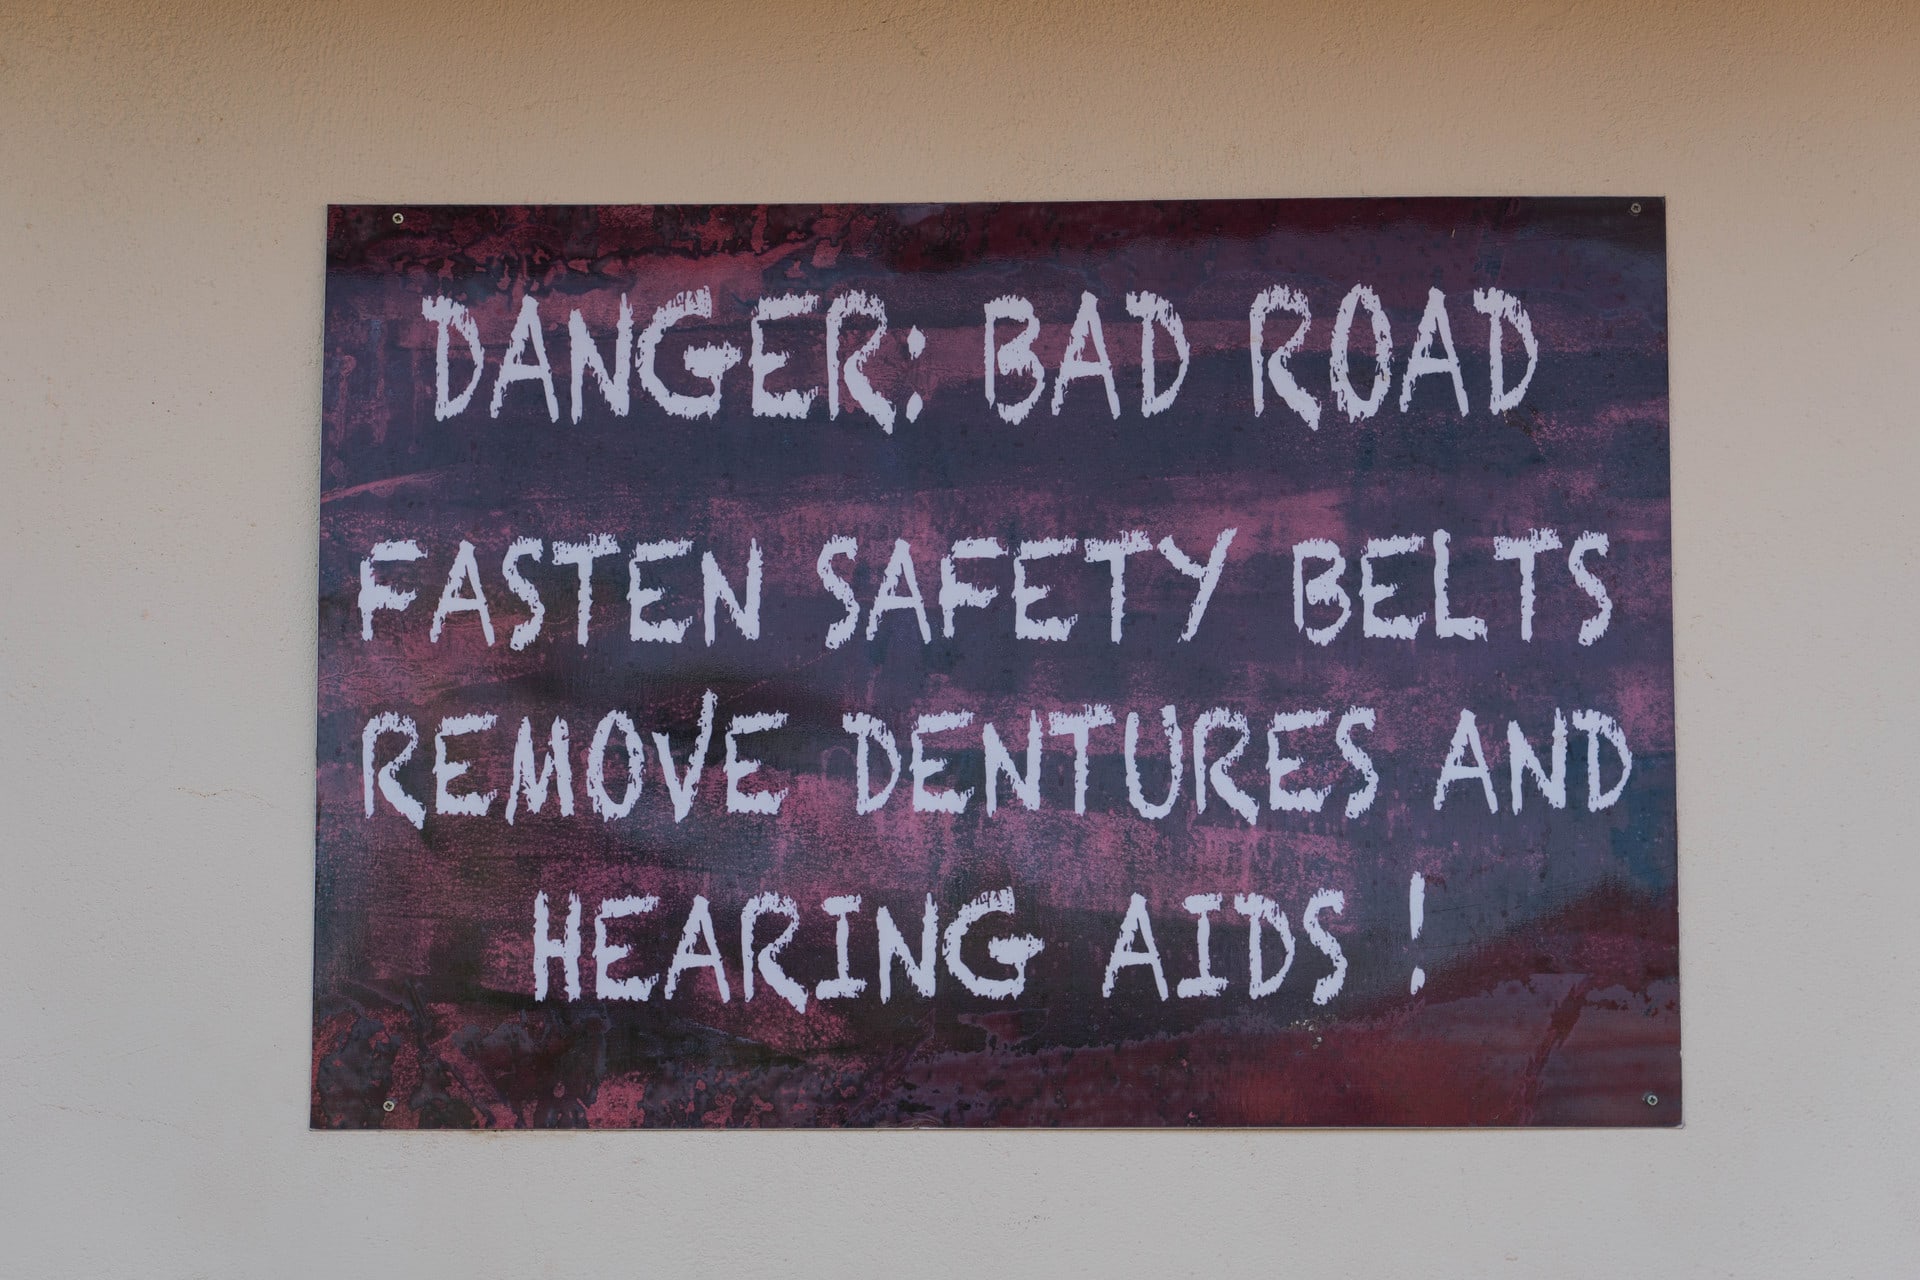 DANGER: BAD ROAD
FASTEN SAFETY BELTS
REMOVE DENTURES AND
HEARING AIDS !